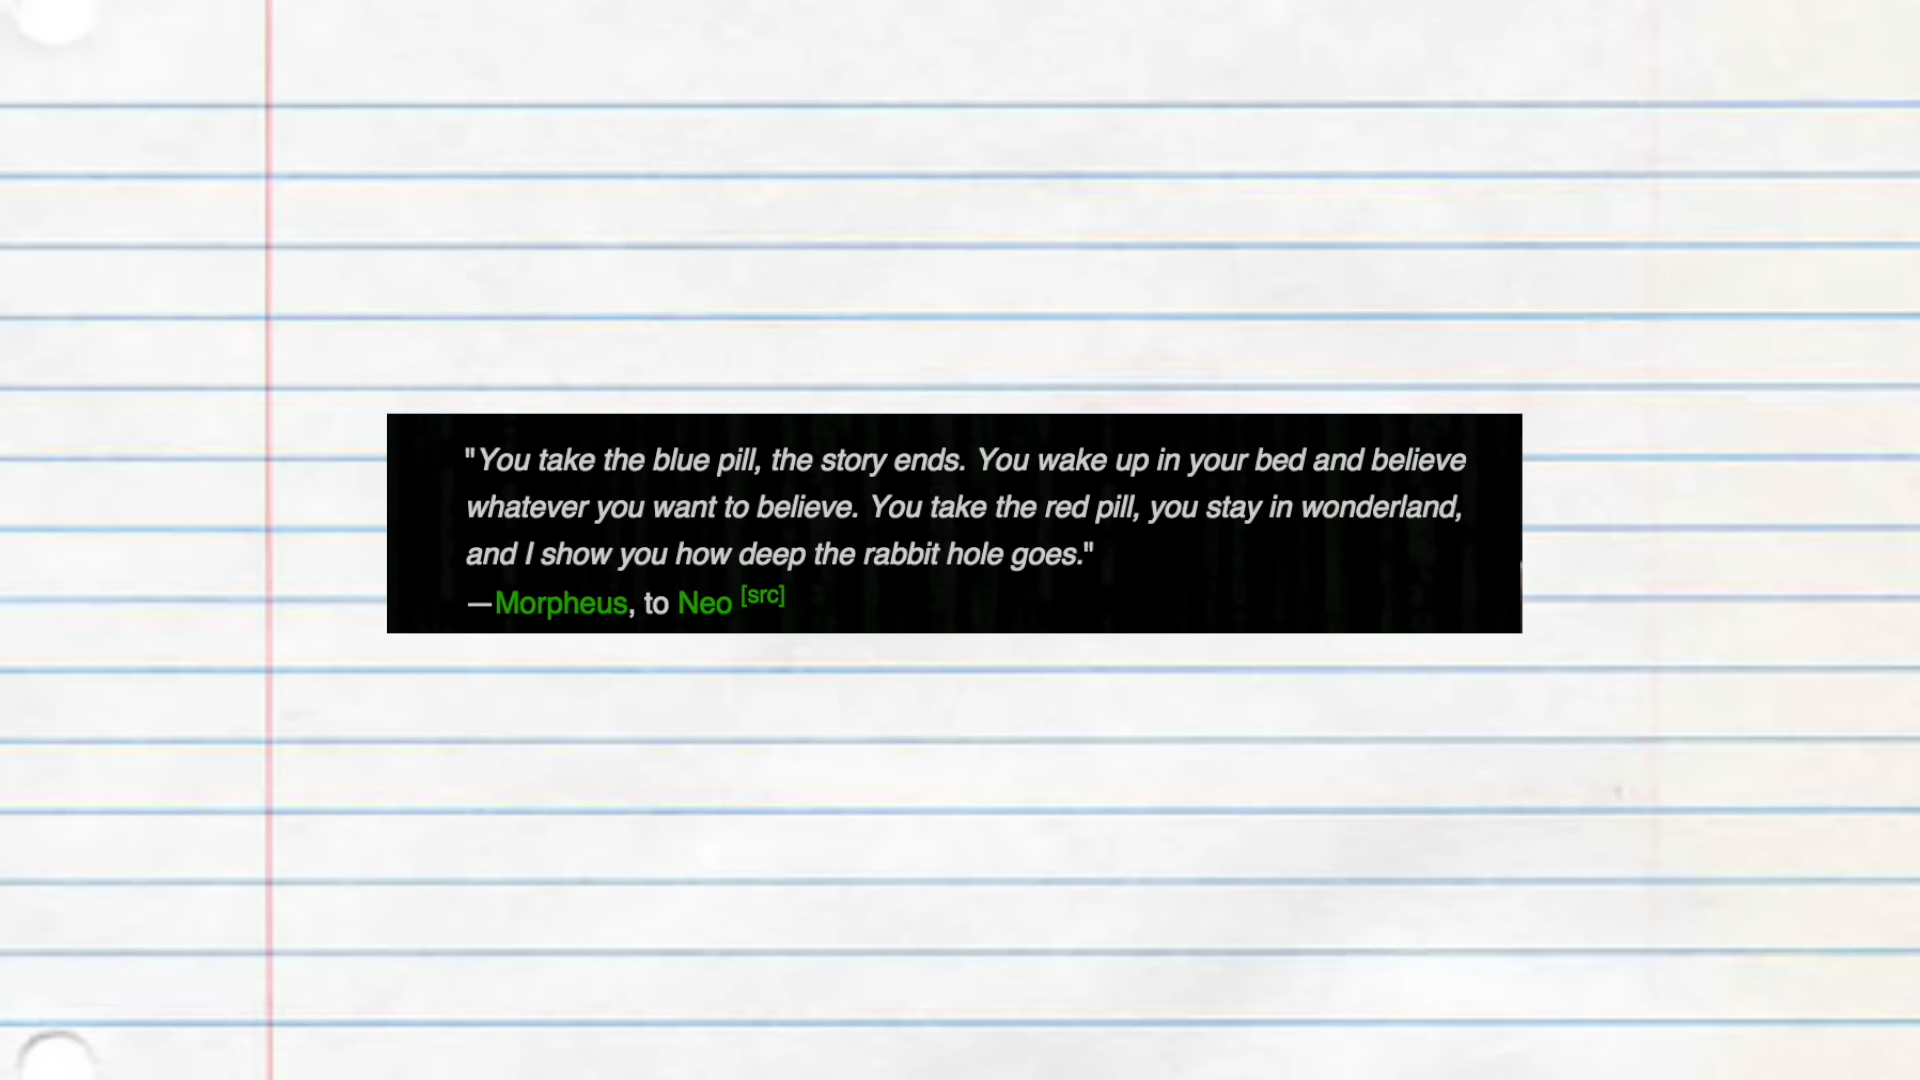 "You take the blue pill, the story ends. You wake up in your bed and believe
whatever you want to believe. You take the red pill, you stay in wonderland,
and I show you how deep the rabbit hole goes."
—Morpheus, to Neo [src]